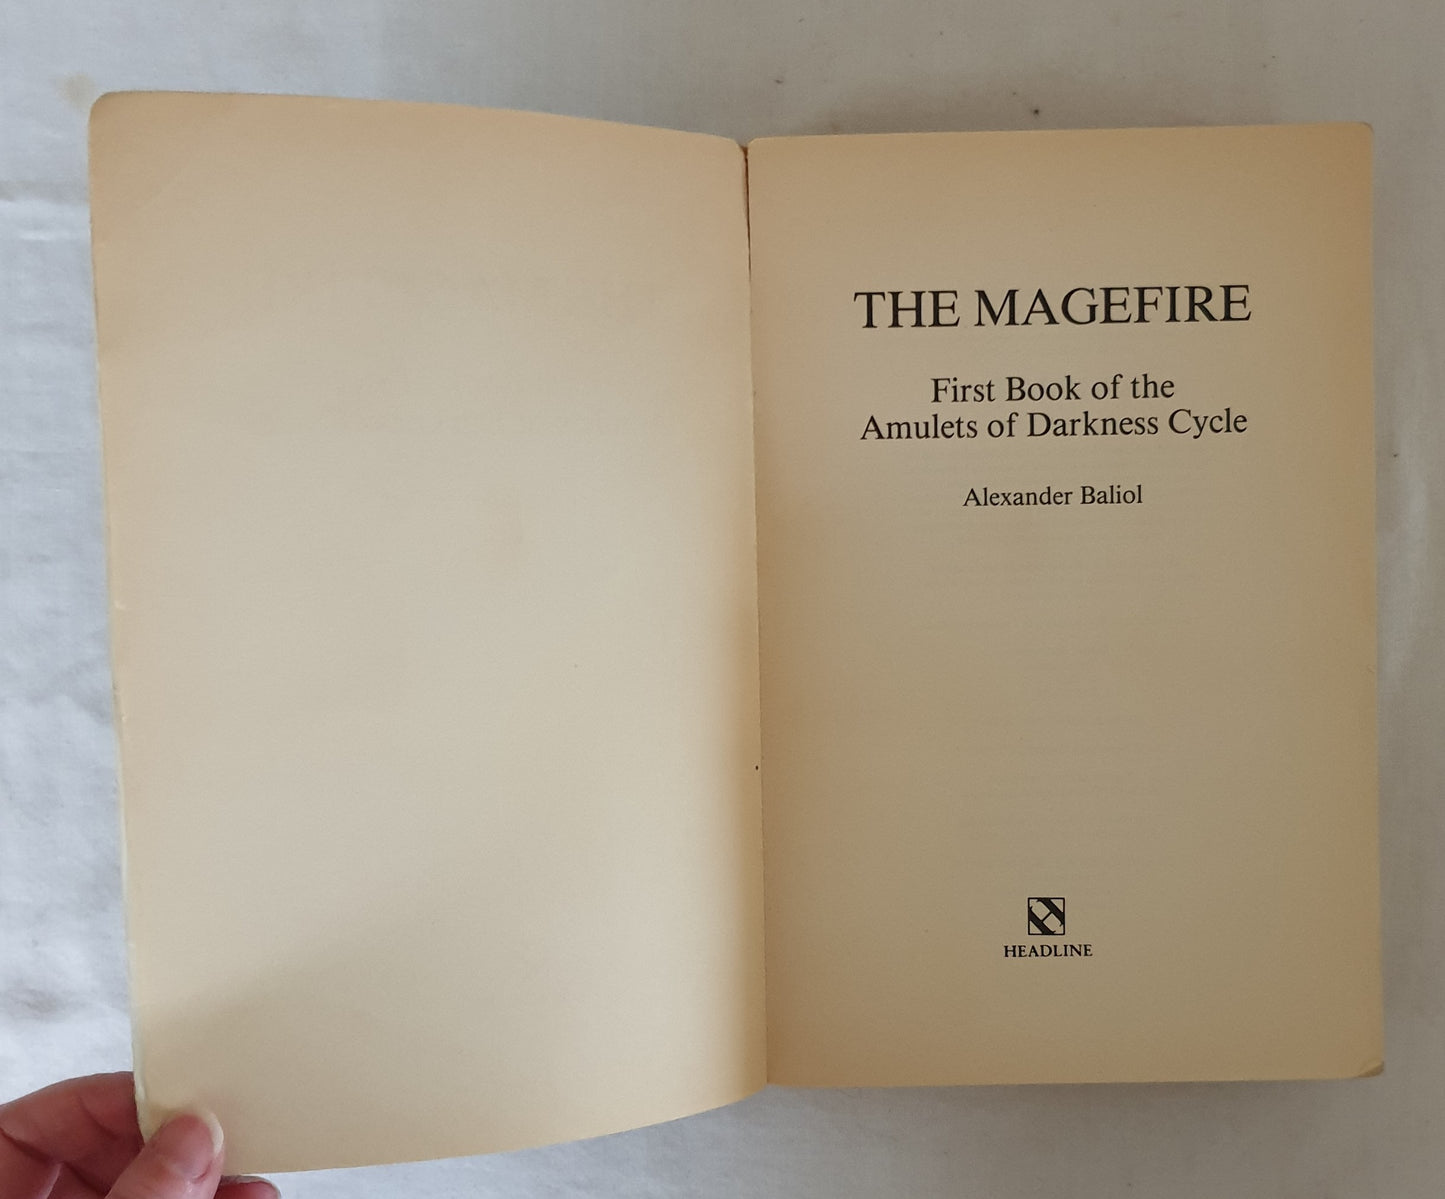 THE MAGEFIRE
First Book of the
Amulets of Darkness Cycle
Alexander Baliol
HEADLINE